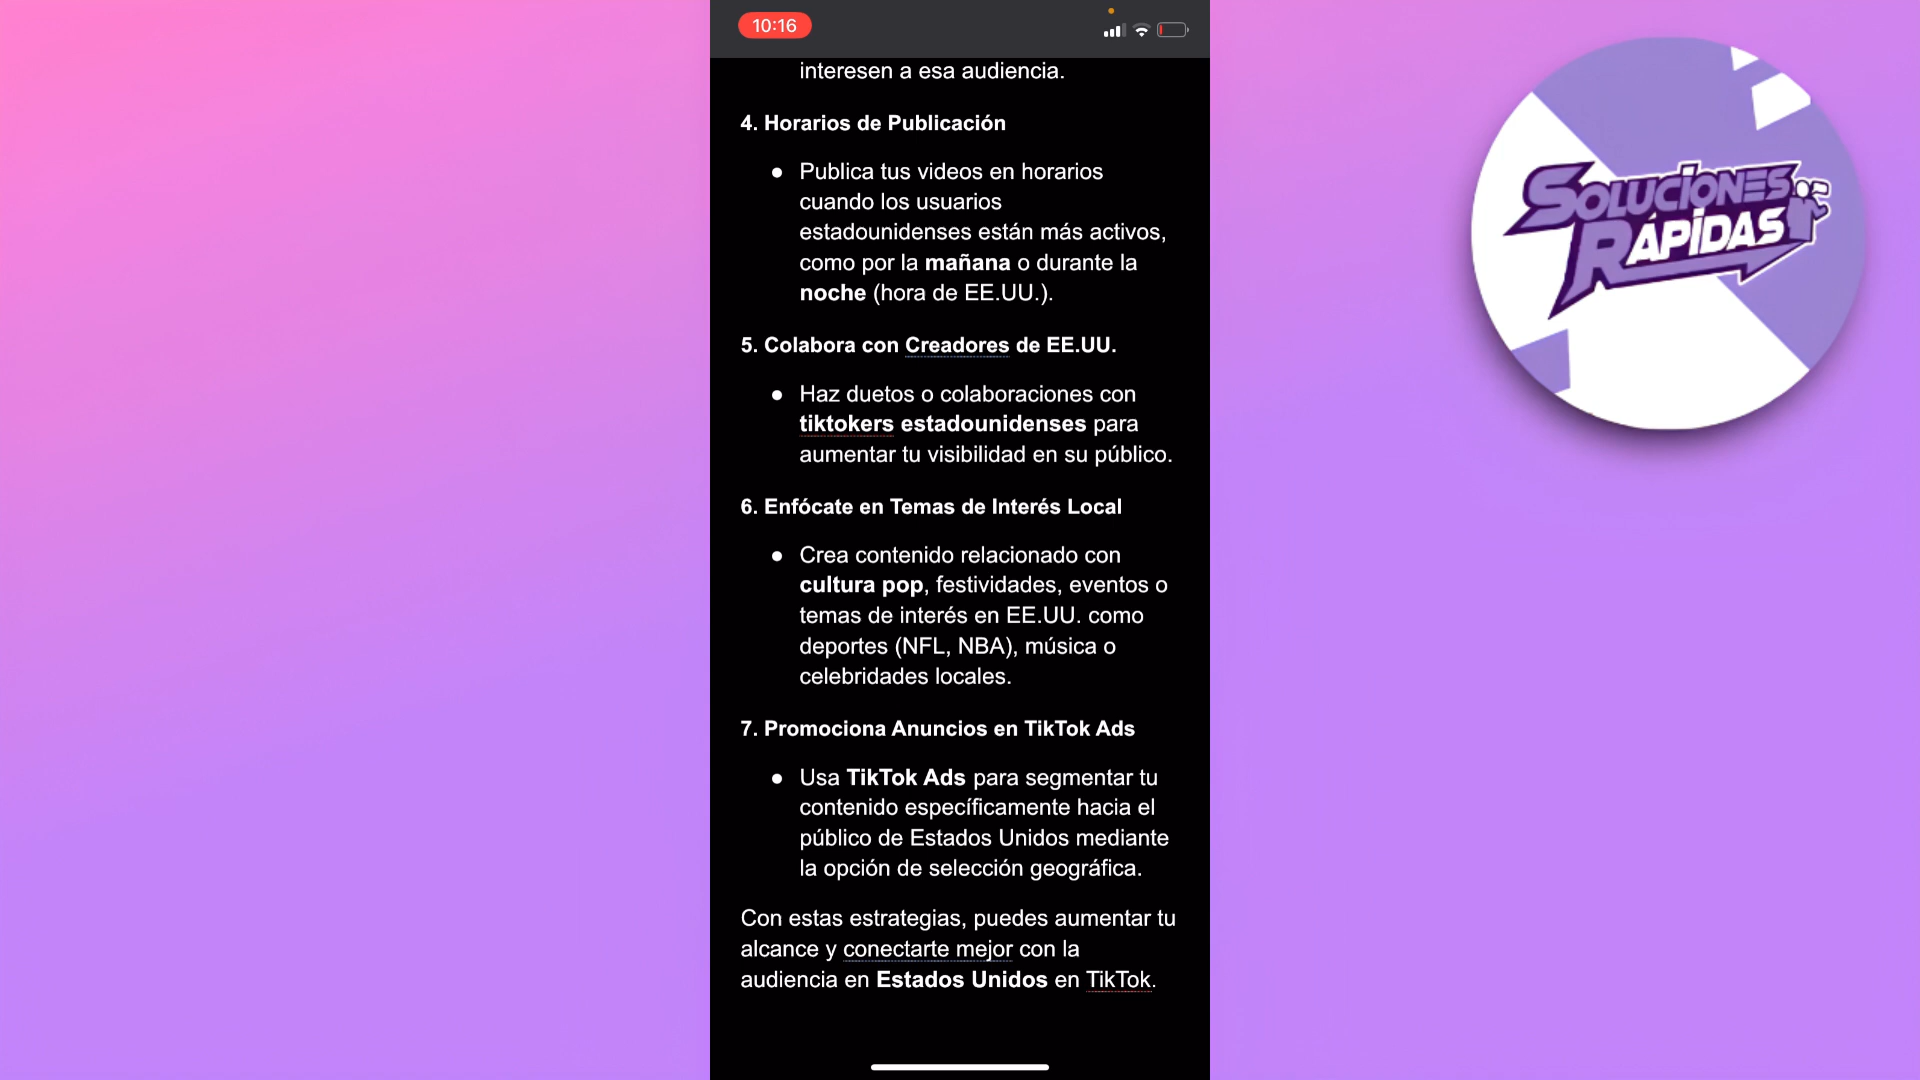 10:16
interesen a esa audiencia.
4. Horarios de Publicación
● Publica tus videos en horarios
cuando los usuarios
estadounidenses están más activos,
como por la mañana o durante la
noche (hora de EE.UU.).
5. Colabora con Creadores de EE.UU.
● Haz duetos o colaboraciones con
tiktokers estadounidenses para
aumentar tu visibilidad en su público.
6. Enfócate en Temas de Interés Local
● Crea contenido relacionado con
cultura pop, festividades, eventos o
temas de interés en EE.UU. como
deportes (NFL, NBA), música o
celebridades locales.
7. Promociona Anuncios en TikTok Ads
● Usa TikTok Ads para segmentar tu
contenido específicamente hacia el
público de Estados Unidos mediante
la opción de selección geográfica.
Con estas estrategias, puedes aumentar tu
alcance y conectarte mejor con la
audiencia en Estados Unidos en TikTok.
SOLUCIONES
RÁPIDAS